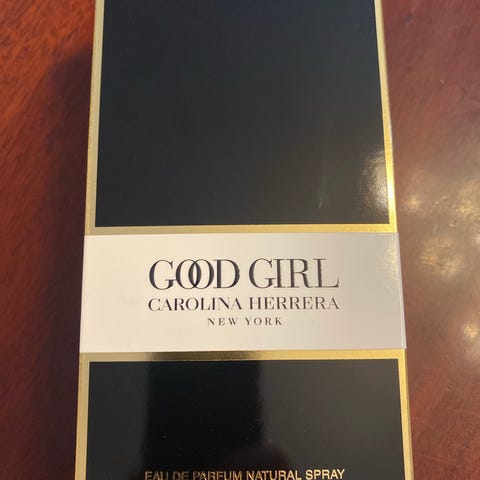 GOOD GIRL
CAROLINA HERRERA
NEW YORK
EAU DE PARFUM NATURAL SPRAY